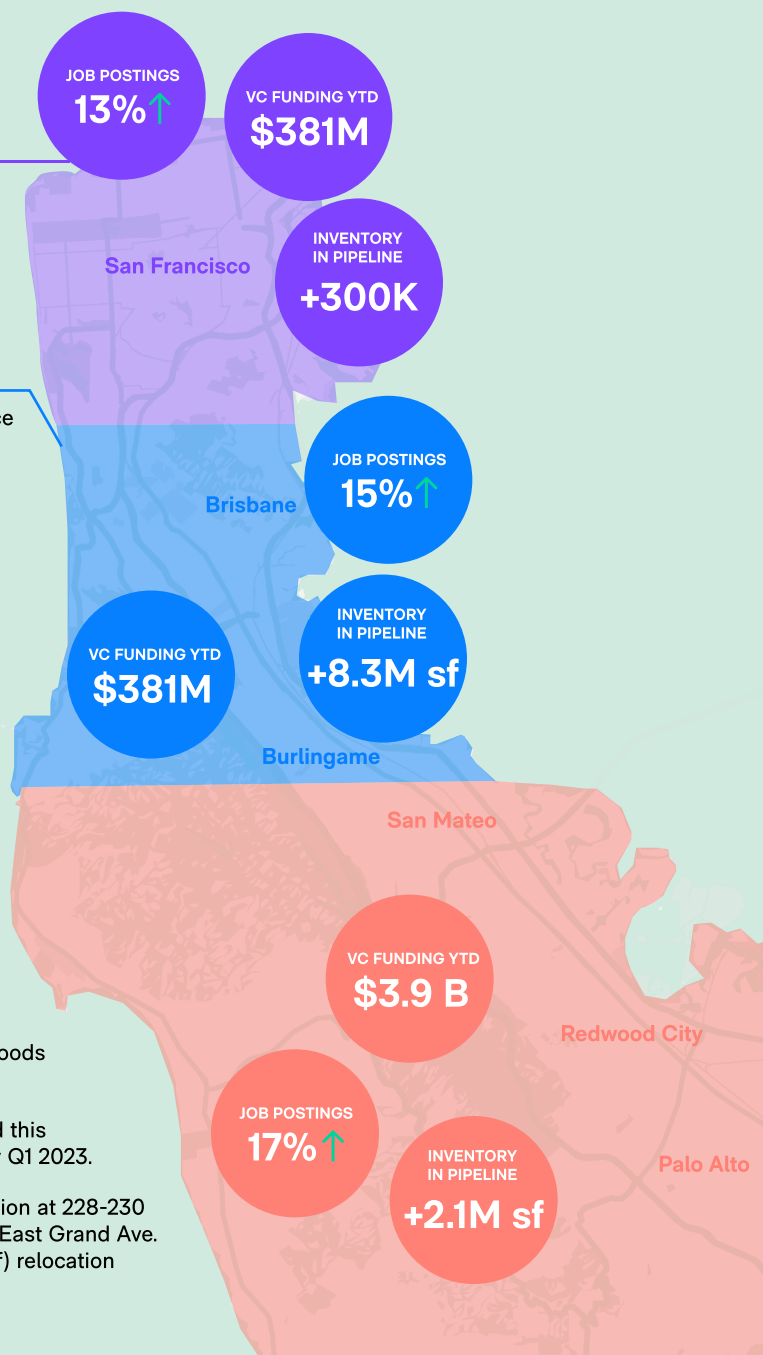 JOB POSTINGS
13%↑
VC FUNDING YTD
$381M
INVENTORY
IN PIPELINE
+300K
San Francisco
ce
JOB POSTINGS
15%↑
Brisbane
INVENTORY
IN PIPELINE
+8.3M sf
VC FUNDING YTD
$381M
Burlingame
San Mateo
VC FUNDING YTD
$3.9 B
Redwood City
oods
JOB POSTINGS
17%↑
d this
Q1 2023.
INVENTORY
IN PIPELINE
+2.1M sf
Palo Alto
ion at 228-230
East Grand Ave.
f) relocation